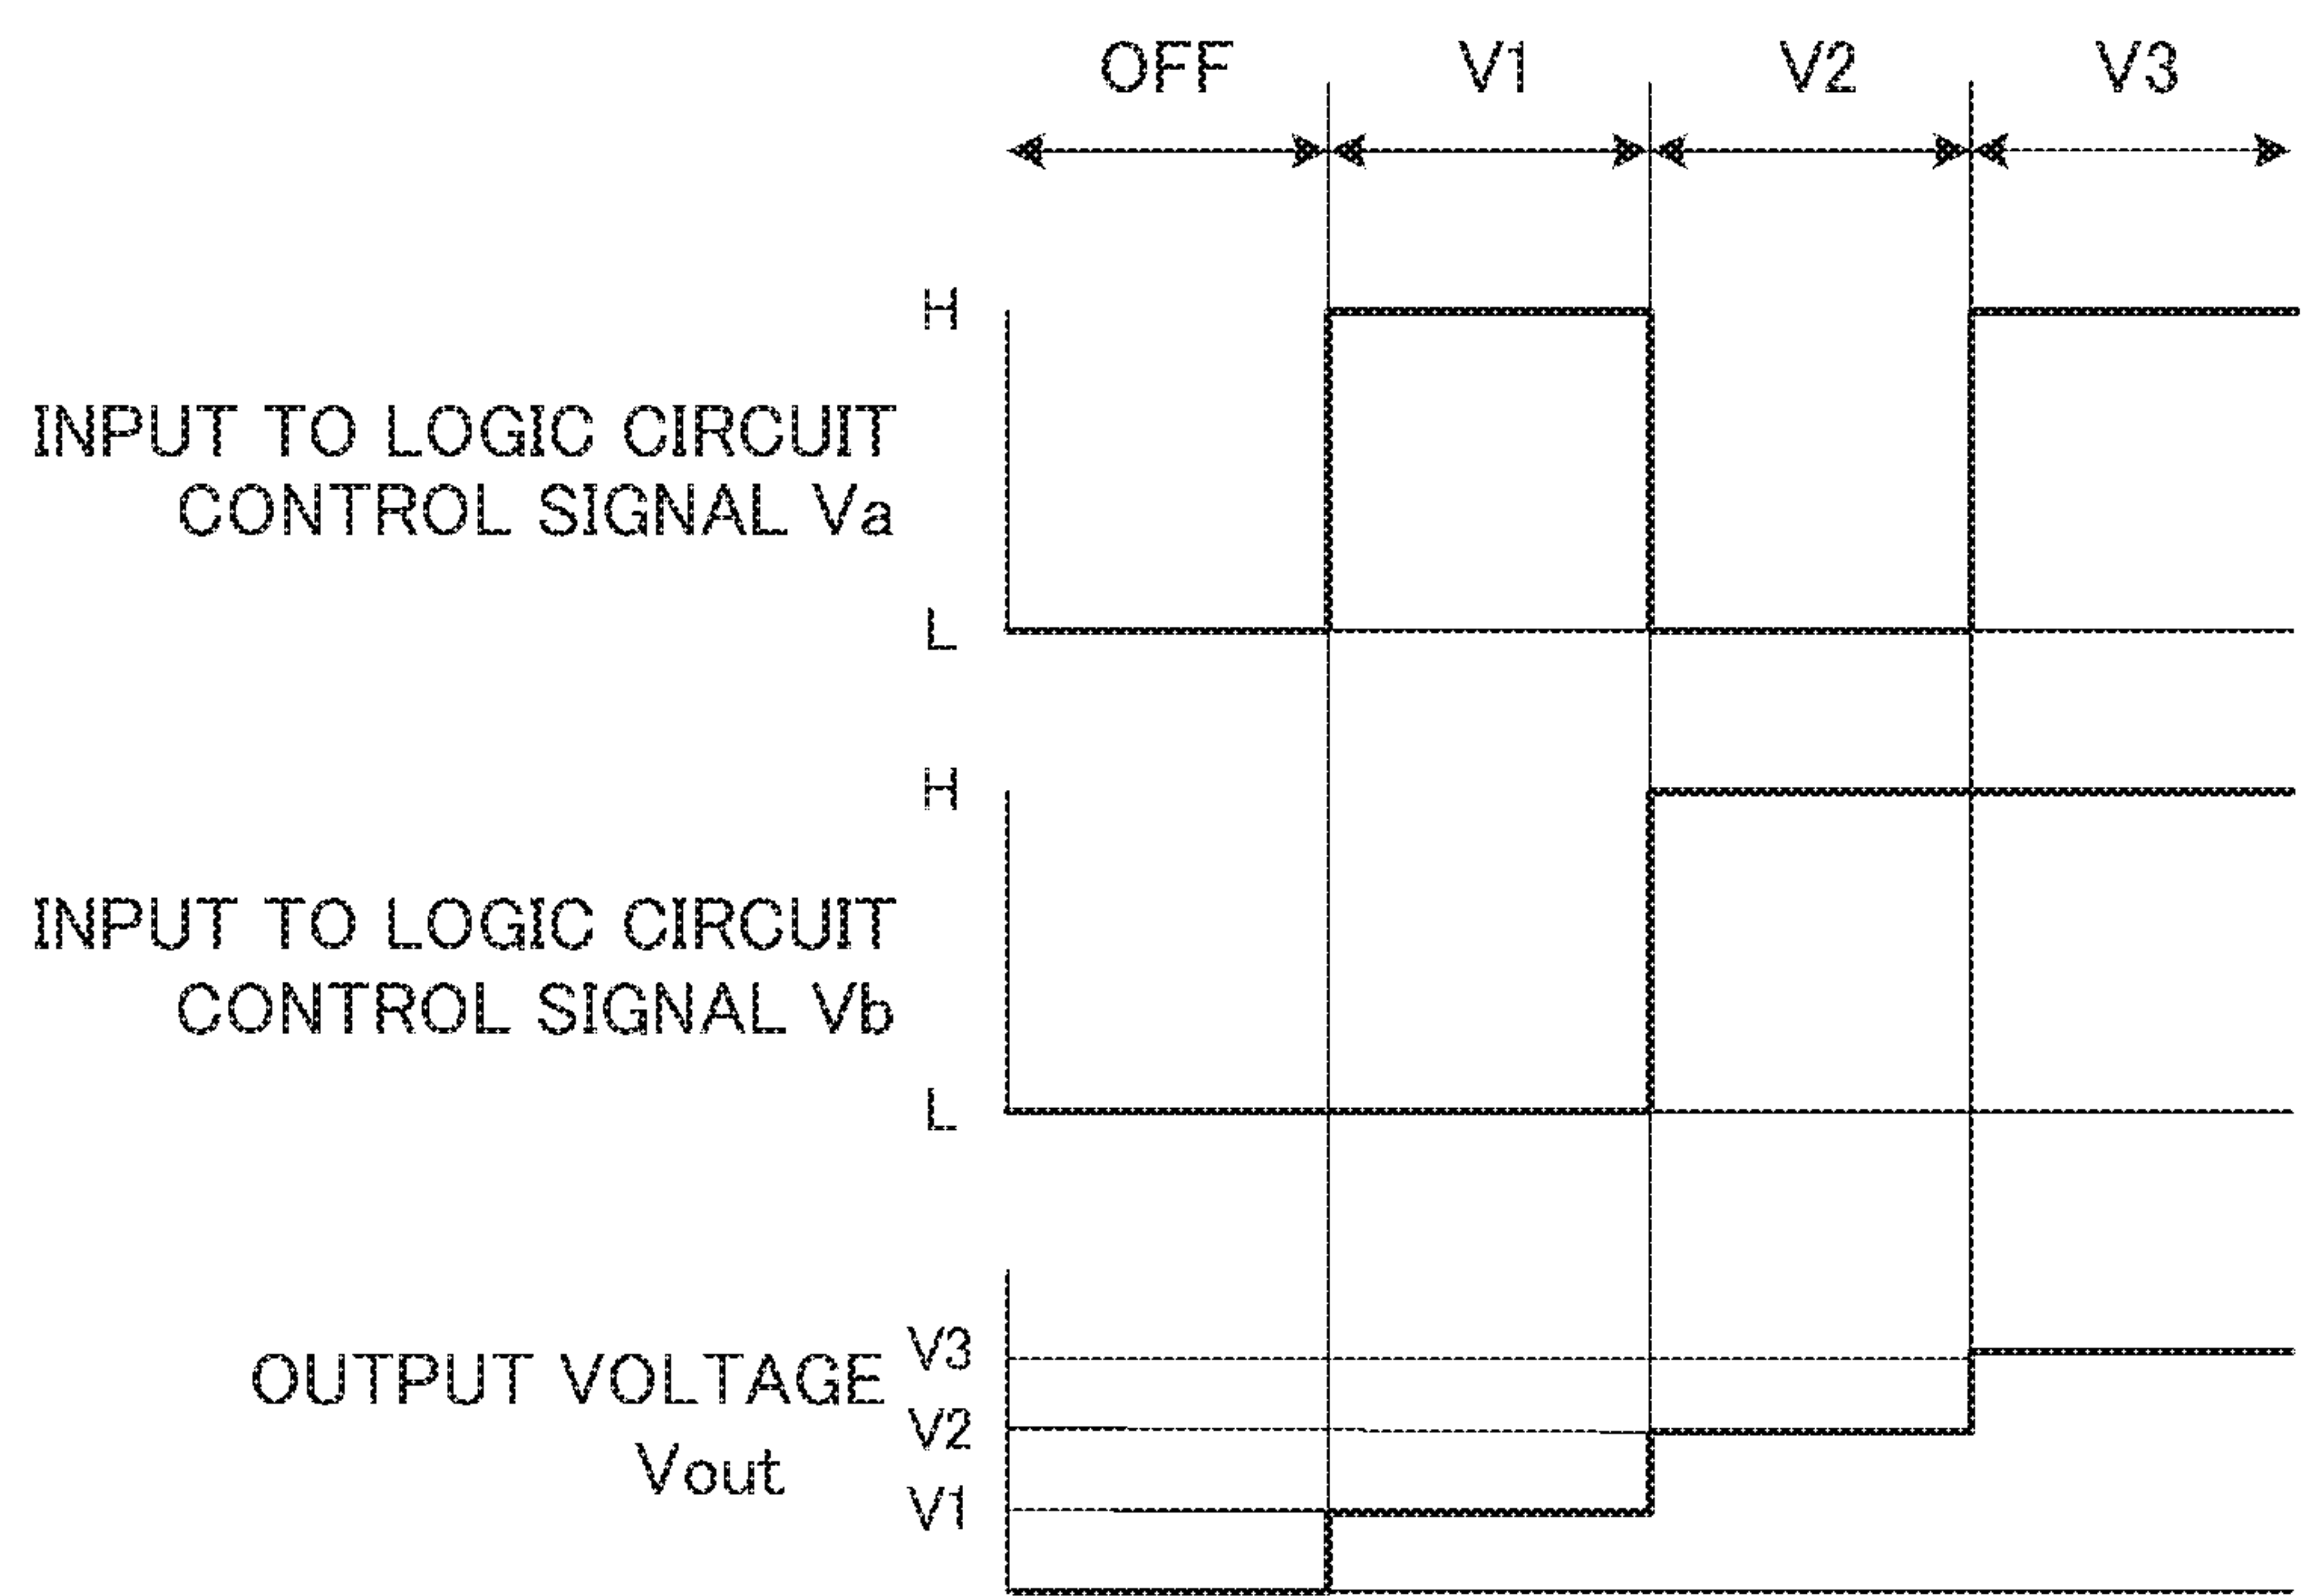 OFF V1 V2 V3
H
INPUT TO LOGIC CIRCUIT
CONTROL SIGNAL Va
L
H
INPUT TO LOGIC CIRCUIT
CONTROL SIGNAL Vb
L
V3
OUTPUT VOLTAGE
V2
Vout
V1